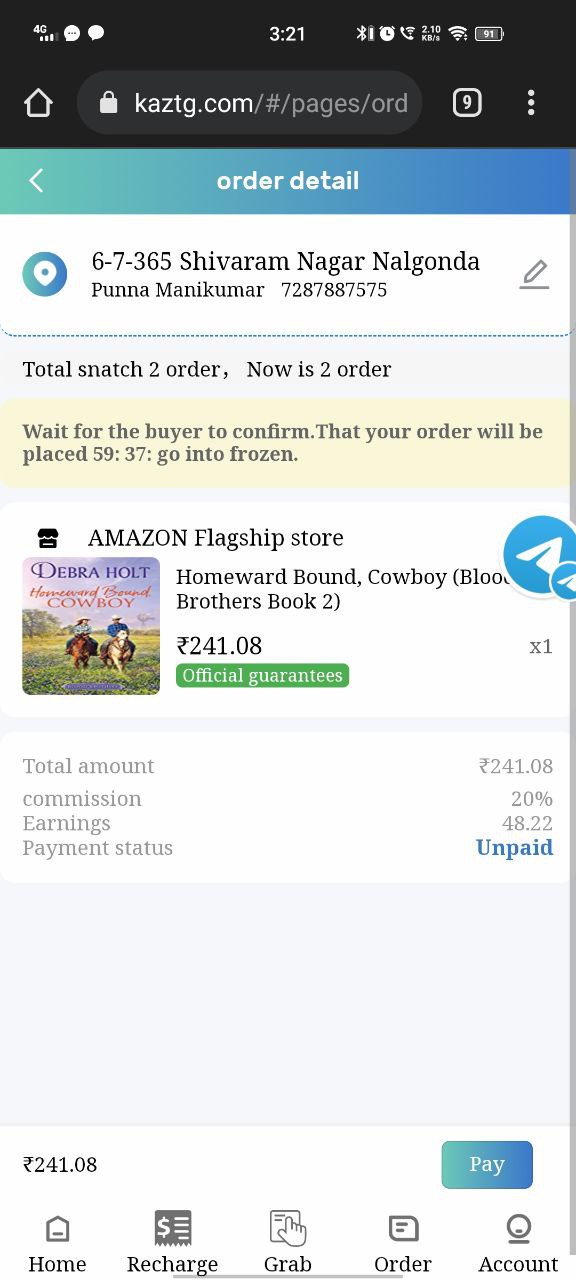 4G 3:21 2.10 KB/s 91
kaztg.com/#/pages/ord 9
order detail
6-7-365 Shivaram Nagar Nalgonda
Punna Manikumar 7287887575
Total snatch 2 order， Now is 2 order
Wait for the buyer to confirm.That your order will be
placed 59: 37: go into frozen.
AMAZON Flagship store
DEBRA HOLT
Homeward Bound,
COWBOY
Homeward Bound, Cowboy (Bloo
Brothers Book 2)
₹241.08 x1
Official guarantees
Total amount ₹241.08
commission 20%
Earnings 48.22
Payment status Unpaid
₹241.08 Pay
Home Recharge Grab Order Account